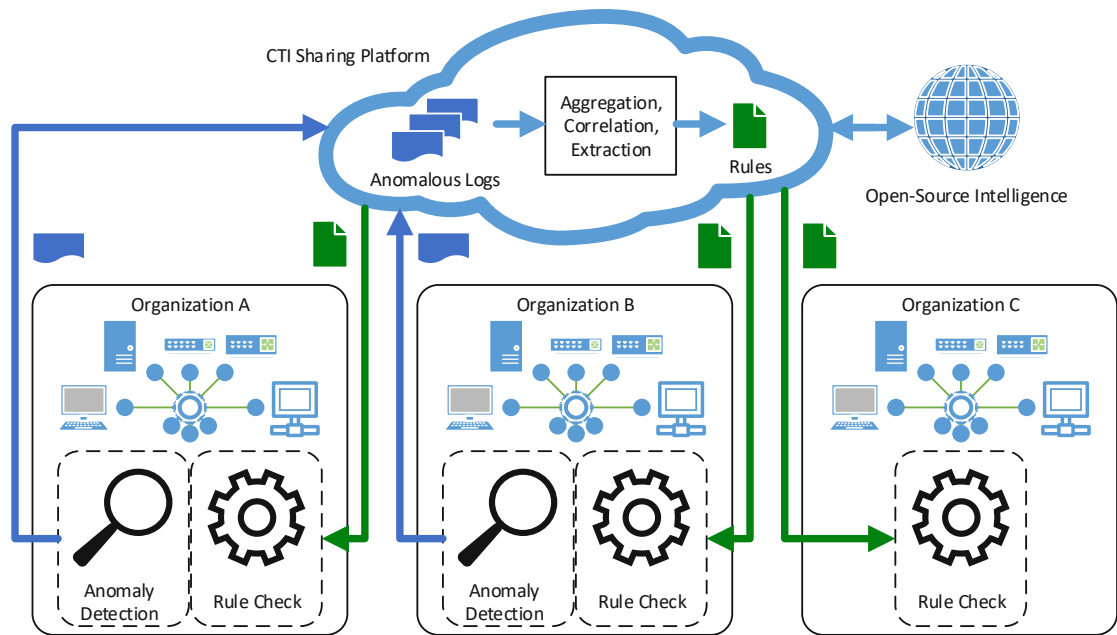 CTI Sharing Platform
Aggregation,
Correlation,
Extraction
Anomalous Logs
Rules
Open-Source Intelligence
Organization A
Organization B
Organization C
Anomaly
Detection
Rule Check
Anomaly
Detection
Rule Check
Rule Check